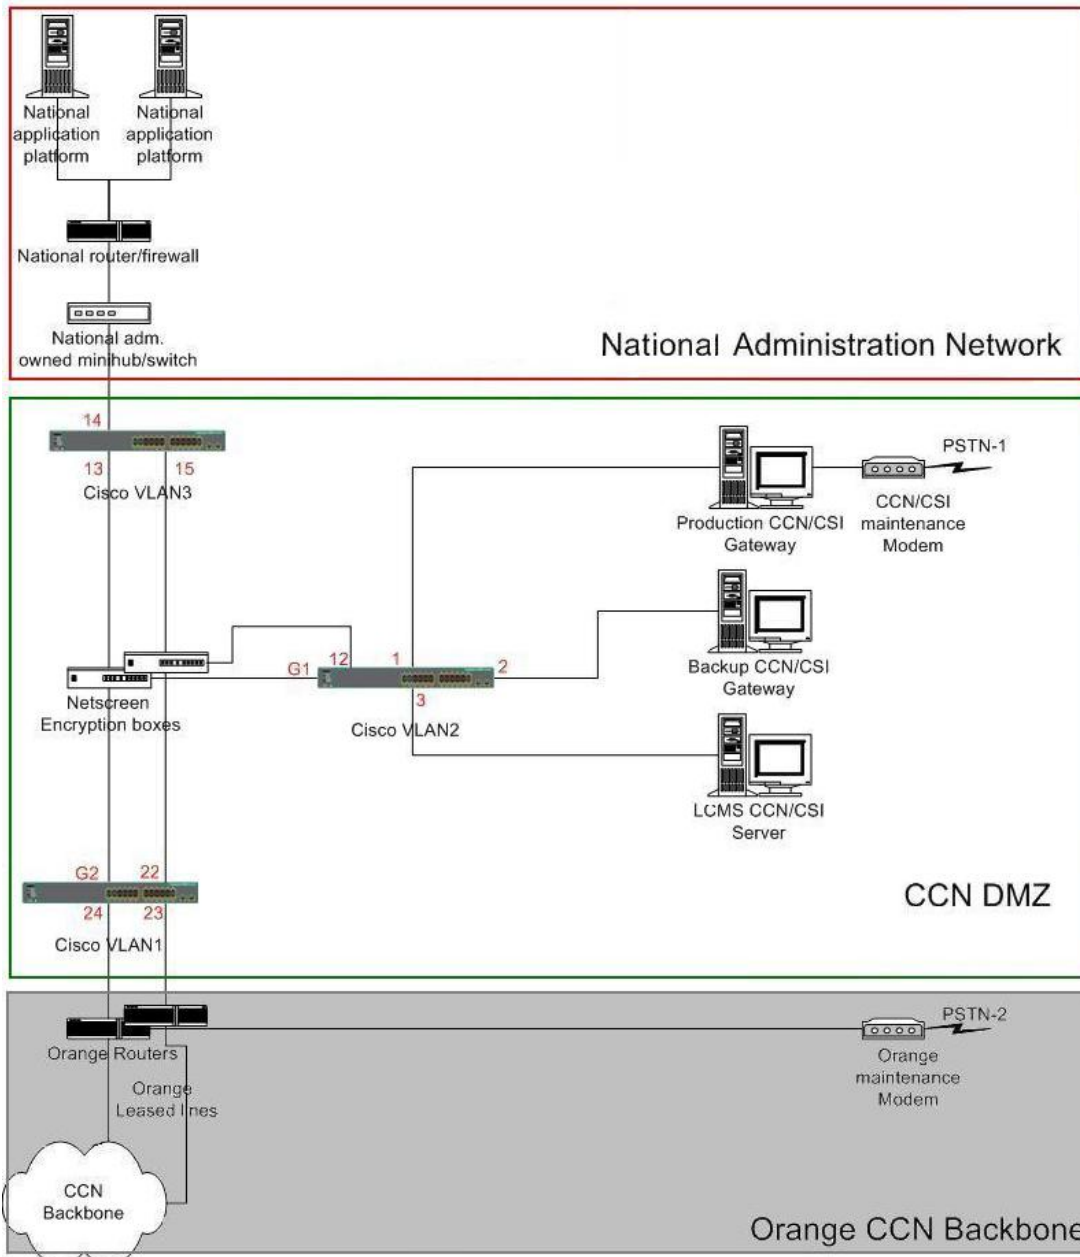 National
application
platform
National
application
platform
National router/firewall
National adm.
owned minihub/switch
National Administration Network
14
13
15
Cisco VLAN3
PSTN-1
Production CCN/CSI
Gateway
CCN/CSI
maintenance
Modem
12
1
G1
2
3
Backup CCN/CSI
Gateway
Netscreen
Encryption boxes
Cisco VLAN2
LCMS CCN/CSI
Server
G2
22
24
23
Cisco VLAN1
CCN DMZ
PSTN-2
Orange Routers
Orange
Leased lines
Orange
maintenance
Modem
CCN
Backbone
Orange CCN Backbone